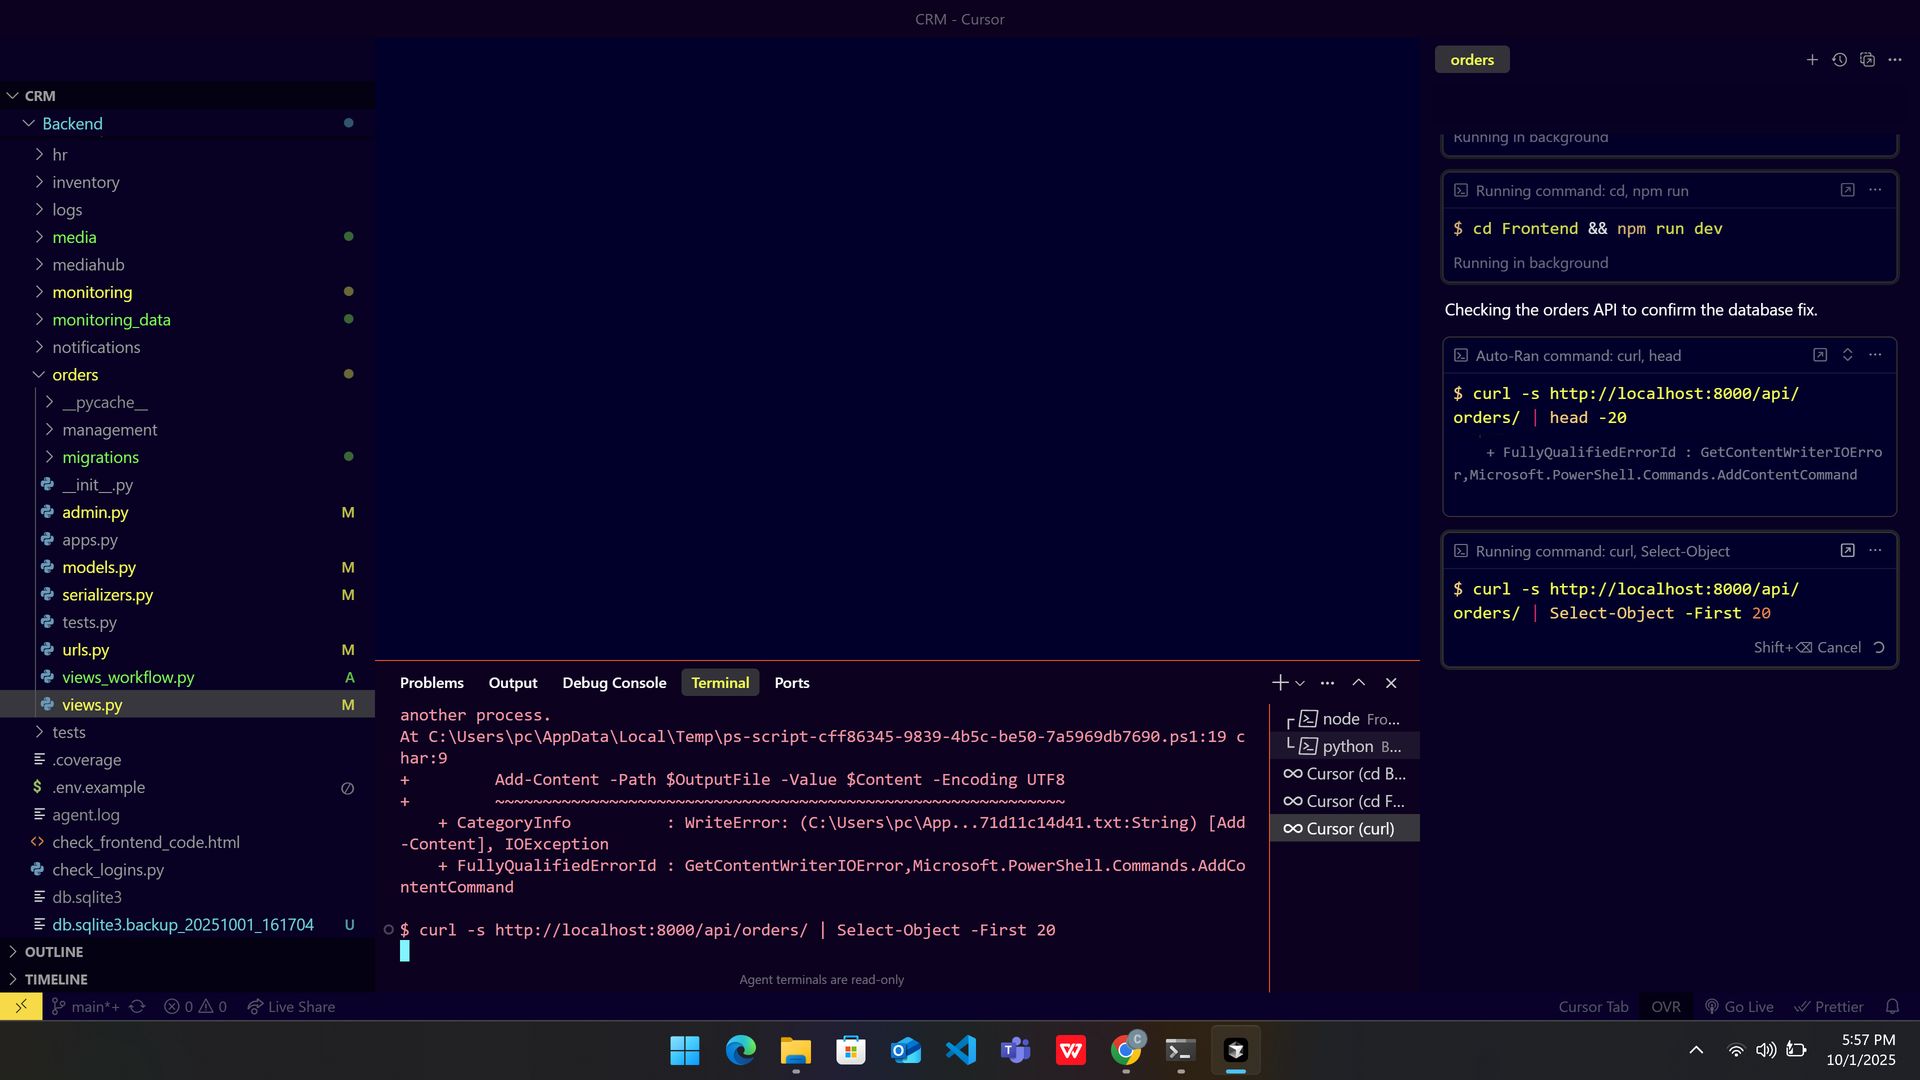 CRM - Cursor
CRM
Backend
hr
inventory
logs
media
mediahub
monitoring
monitoring_data
notifications
orders
__pycache__
management
migrations
__init__.py
admin.py M
apps.py
models.py M
serializers.py M
tests.py
urls.py M
views_workflow.py A
views.py M
tests
.coverage
$ .env.example
agent.log
<> check_frontend_code.html
check_logins.py
db.sqlite3
db.sqlite3.backup_20251001_161704 U
OUTLINE
TIMELINE
Problems Output Debug Console Terminal Ports
another process.
At C:\Users\pc\AppData\Local\Temp\ps-script-cff86345-9839-4b5c-be50-7a5969db7690.ps1:19 c
har:9
+         Add-Content -Path $OutputFile -Value $Content -Encoding UTF8
+         ~~~~~~~~~~~~~~~~~~~~~~~~~~~~~~~~~~~~~~~~~~~~~~~~~~~~~~~~~~~~
    + CategoryInfo          : WriteError: (C:\Users\pc\App...71d11c14d41.txt:String) [Add
-Content], IOException
    + FullyQualifiedErrorId : GetContentWriterIOError,Microsoft.PowerShell.Commands.AddCo
ntentCommand
$ curl -s http://localhost:8000/api/orders/ | Select-Object -First 20
Agent terminals are read-only
node Fro...
python B...
Cursor (cd B...
Cursor (cd F...
Cursor (curl)
orders
Running in background
Running command: cd, npm run
$ cd Frontend && npm run dev
Running in background
Checking the orders API to confirm the database fix.
Auto-Ran command: curl, head
$ curl -s http://localhost:8000/api/
orders/ | head -20
    + FullyQualifiedErrorId : GetContentWriterIOErro
r,Microsoft.PowerShell.Commands.AddContentCommand
Running command: curl, Select-Object
$ curl -s http://localhost:8000/api/
orders/ | Select-Object -First 20
Shift+⌫ Cancel
main*+ 0 0 Live Share
Cursor Tab OVR Go Live Prettier
C
5:57 PM
10/1/2025